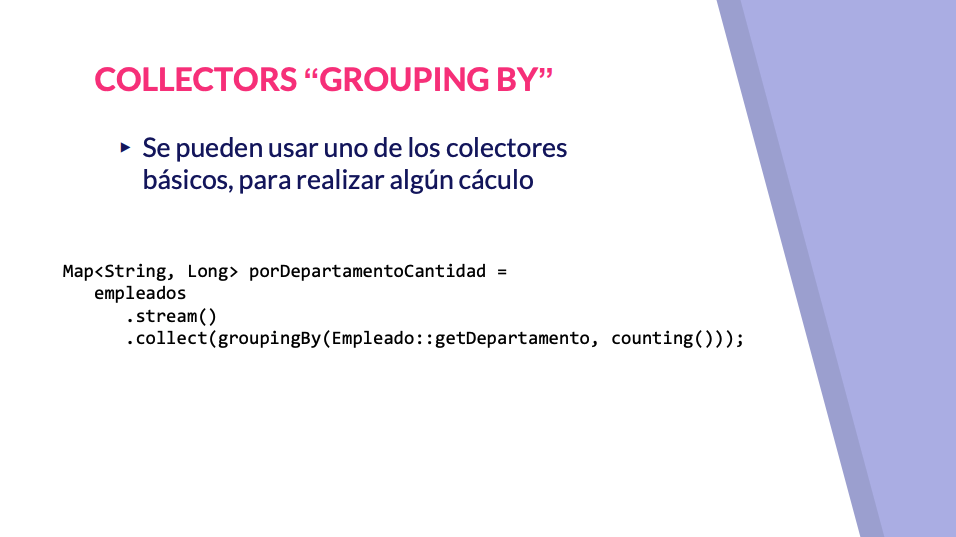 COLLECTORS “GROUPING BY”
▸ Se pueden usar uno de los colectores
básicos, para realizar algún cáculo
Map<String, Long> porDepartamentoCantidad =
   empleados
      .stream()
      .collect(groupingBy(Empleado::getDepartamento, counting()));